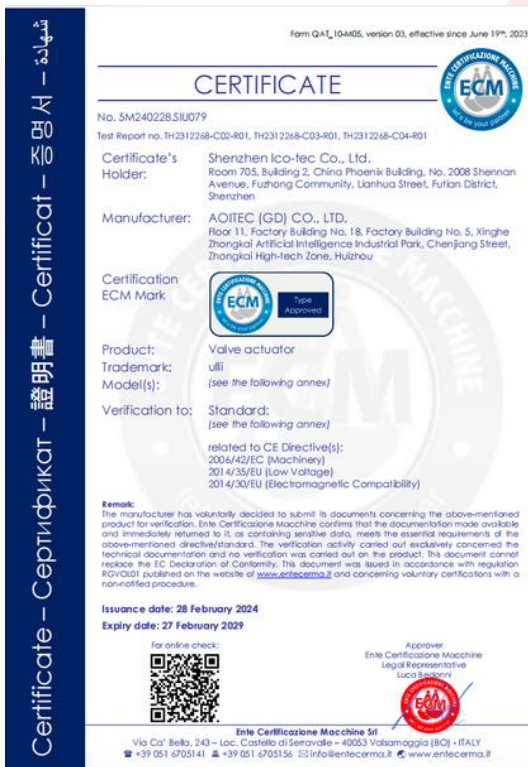 Form QAT_10-M05, version 03, effective since June 19th, 2023
CERTIFICATE
ENTE CERTIFICAZIONE MACCHINE
ECM
let's be your partner
No. 5M240228.SIU079
Test Report no. TH2312268-C02-R01, TH2312268-C03-R01, TH2312268-C04-R01
Certificate's Holder:
Shenzhen Ico-tec Co., Ltd.
Room 705, Building 2, China Phoenix Building, No. 2008 Shennan
Avenue, Fuzhong Community, Lianhua Street, Futian District,
Shenzhen
Manufacturer:
AOITEC (GD) CO., LTD.
Floor 11, Factory Building No. 18, Factory Building No. 5, Xinghe
Zhongkai Artificial Intelligence Industrial Park, Chenjiang Street,
Zhongkai High-tech Zone, Huizhou
Certification
ECM Mark
ECM
Type
Approved
Product: Valve actuator
Trademark: ulli
Model(s): (see the following annex)
Verification to: Standard:
(see the following annex)
related to CE Directive(s):
2006/42/EC (Machinery)
2014/35/EU (Low Voltage)
2014/30/EU (Electromagnetic Compatibility)
Remark:
The manufacturer has voluntarily decided to submit its documents concerning the above-mentioned
product for verification. Ente Certificazione Macchine confirms that the documentation made available
and immediately returned to it, as containing sensitive data, meets the essential requirements of the
above-mentioned directive/standard. The verification activity carried out exclusively concerned the
technical documentation and no verification was carried out on the product. This document cannot
replace the EC Declaration of Conformity. This document was issued in accordance with regulation
RGVOL01 published on the website of www.entecerma.it and concerning voluntary certifications with a
non-notified procedure.
Issuance date: 28 February 2024
Expiry date: 27 February 2029
For online check:
Approver
Ente Certificazione Macchine
Legal Representative
Luca Bedonni
ECM
Ente Certificazione Macchine Srl
Via Ca' Bella, 243 – Loc. Castello di Serravalle – 40053 Valsamoggia (BO) - ITALY
+39 051 6705141 +39 051 6705156 info@entecerma.it www.entecerma.it
Certificate – Сертификат – 證明書 – Certificat – 증명서 – شهادة